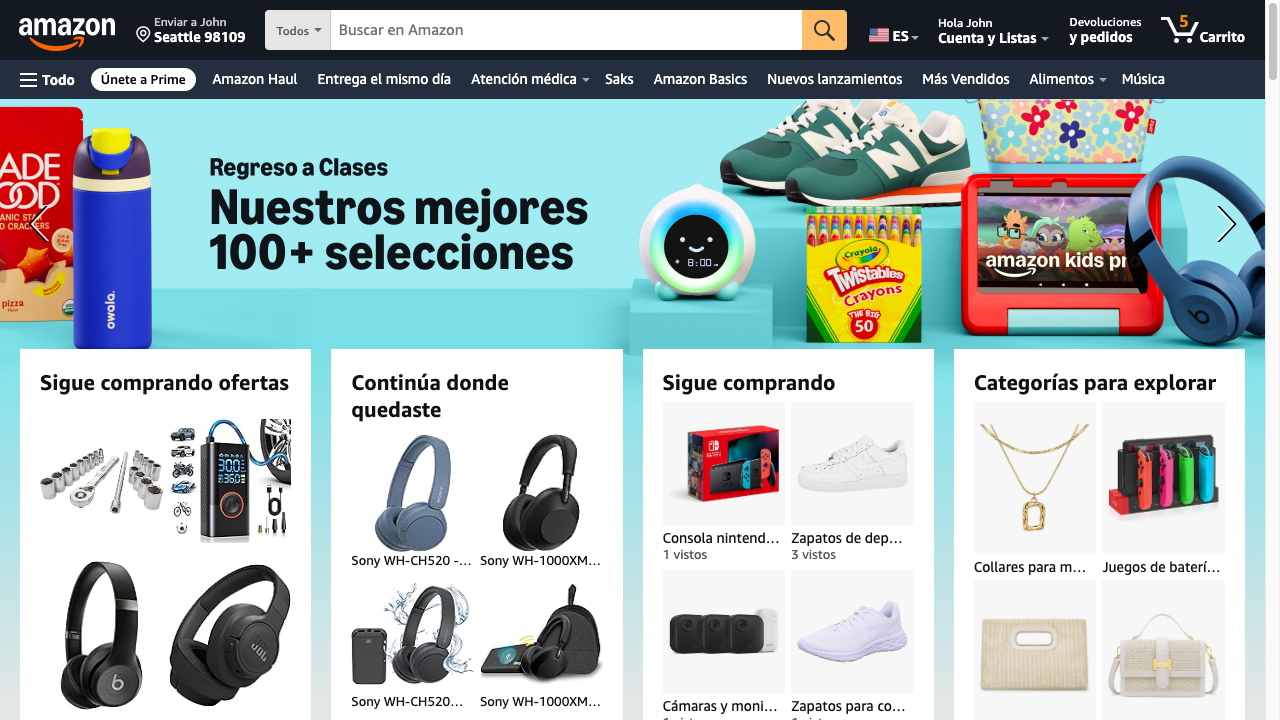 amazon
Enviar a John
Seattle 98109
Todos
Buscar en Amazon
ES
Hola John
Cuenta y Listas
Devoluciones
y pedidos
5
Carrito
Todo
Únete a Prime
Amazon Haul
Entrega el mismo día
Atención médica
Saks
Amazon Basics
Nuevos lanzamientos
Más Vendidos
Alimentos
Música
Regreso a Clases
Nuestros mejores
100+ selecciones
pizza
owala.
8:00
Crayola
Twistables
Crayons
THE BIG
50
amazon kids pro
Sigue comprando ofertas
Continúa donde
quedaste
Sony WH-CH520 -...
Sony WH-1000XM...
Sony WH-CH520...
Sony WH-1000XM...
Sigue comprando
Consola nintend...
1 vistos
Zapatos de dep...
3 vistos
Cámaras y moni...
Zapatos para co...
Categorías para explorar
Collares para m...
Juegos de baterí...